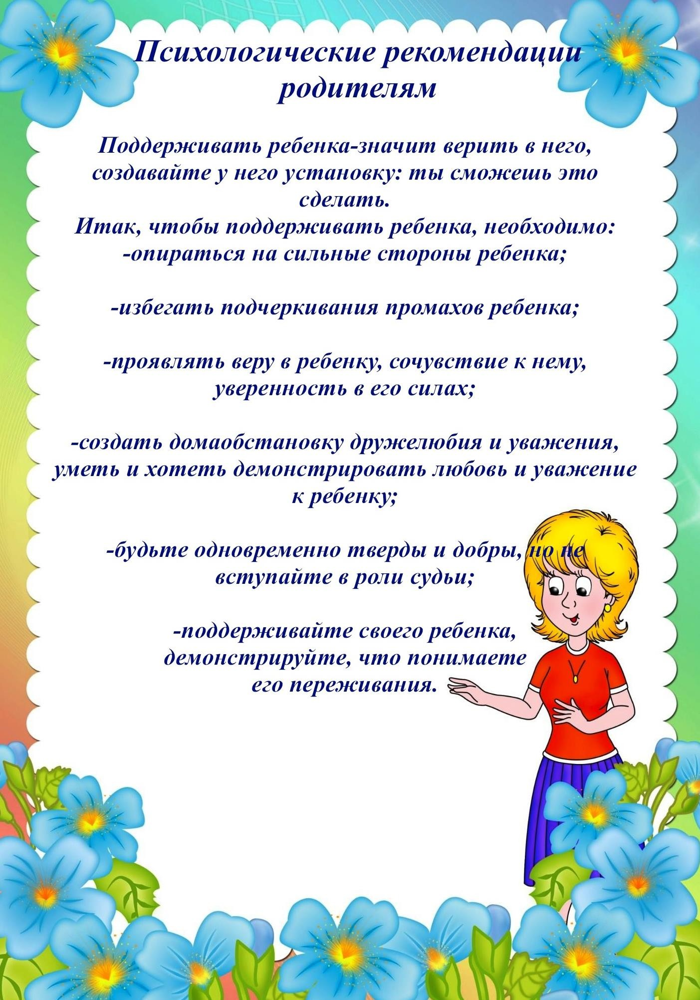 Психологические рекомендации
родителям
Поддерживать ребенка-значит верить в него,
создавайте у него установку: ты сможешь это
сделать.
Итак, чтобы поддерживать ребенка, необходимо:
-опираться на сильные стороны ребенка;
-избегать подчеркивания промахов ребенка;
-проявлять веру в ребенку, сочувствие к нему,
уверенность в его силах;
-создать домаобстановку дружелюбия и уважения,
уметь и хотеть демонстрировать любовь и уважение
к ребенку;
-будьте одновременно тверды и добры, но не
вступайте в роли судьи;
-поддерживайте своего ребенка,
демонстрируйте, что понимаете
его переживания.